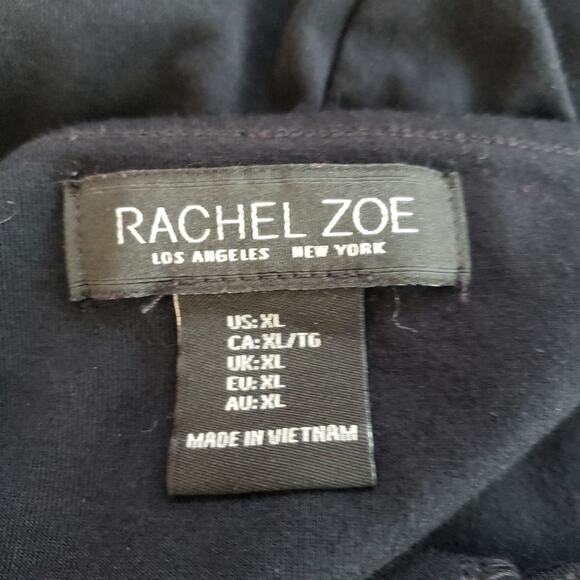 RACHEL ZOE
LOS ANGELES NEW YORK
US: XL
CA: XL/TG
UK: XL
EU: XL
AU: XL
MADE IN VIETNAM